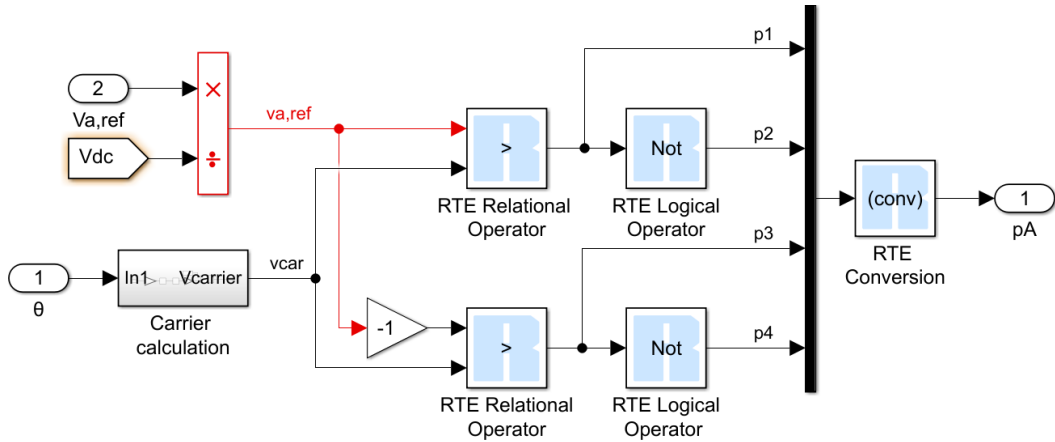 p1
2
×
Va,ref
va,ref
Vdc
÷
>
Not
p2
RTE Relational
Operator
RTE Logical
Operator
(conv)
1
RTE
Conversion
pA
p3
1
θ
In1
Vcarrier
vcar
Carrier
calculation
-1
>
Not
p4
RTE Relational
Operator
RTE Logical
Operator